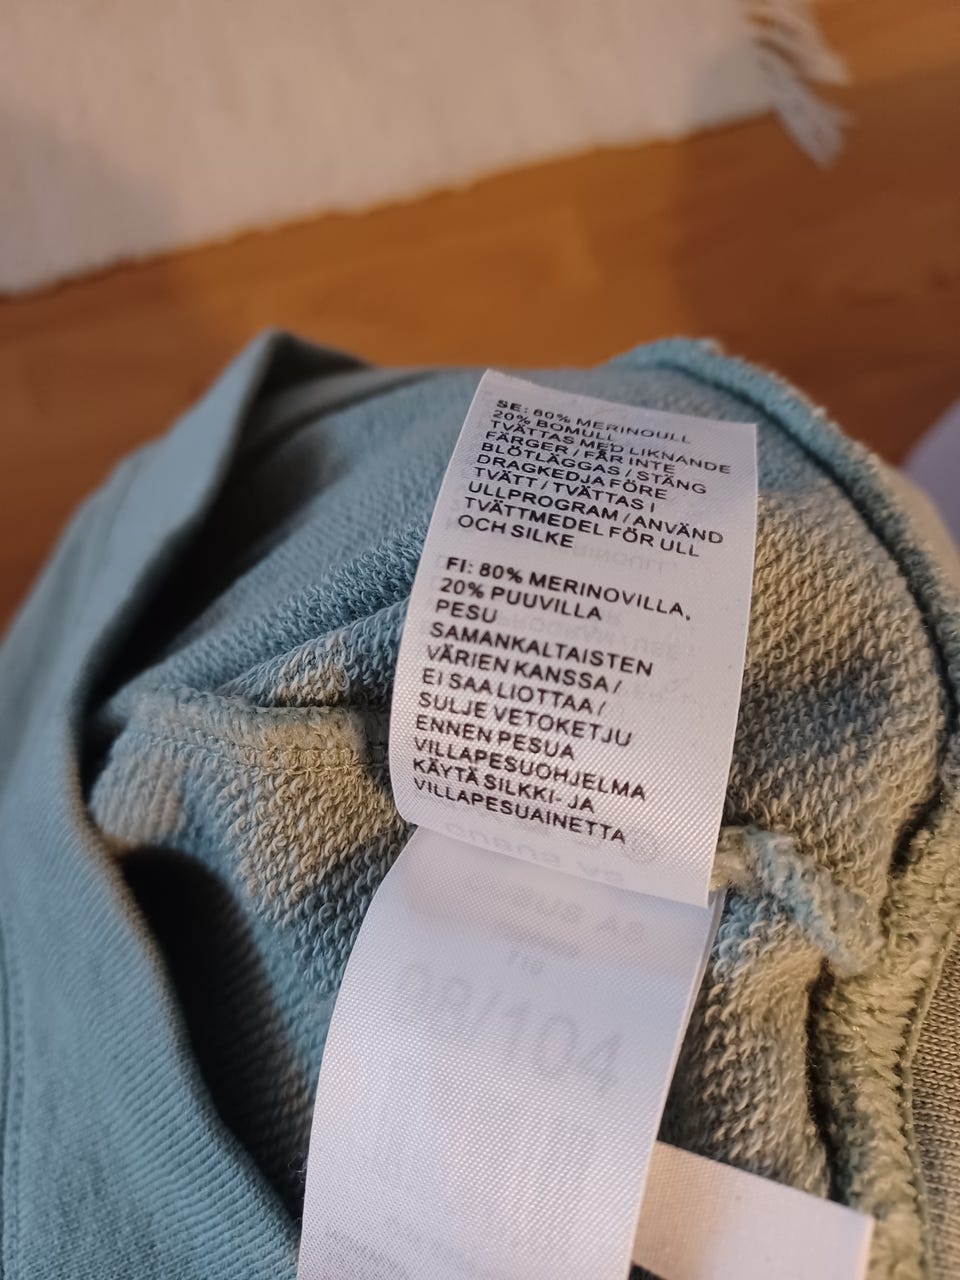 SE: 80% MERINOULL
20% BOMULL
TVÄTTAS MED LIKNANDE
FÄRGER / FÅR INTE
BLÖTLÄGGAS / STÄNG
DRAGKEDJA FÖRE
TVÄTT / TVÄTTAS I
ULLPROGRAM / ANVÄND
TVÄTTMEDEL FÖR ULL
OCH SILKE
FI: 80% MERINOVILLA,
20% PUUVILLA
PESU
SAMANKALTAISTEN
VÄRIEN KANSSA /
EI SAA LIOTTAA /
SULJE VETOKETJU
ENNEN PESUA
VILLAPESUOHJELMA
KÄYTÄ SILKKI- JA
VILLAPESUAINETTA
98/104